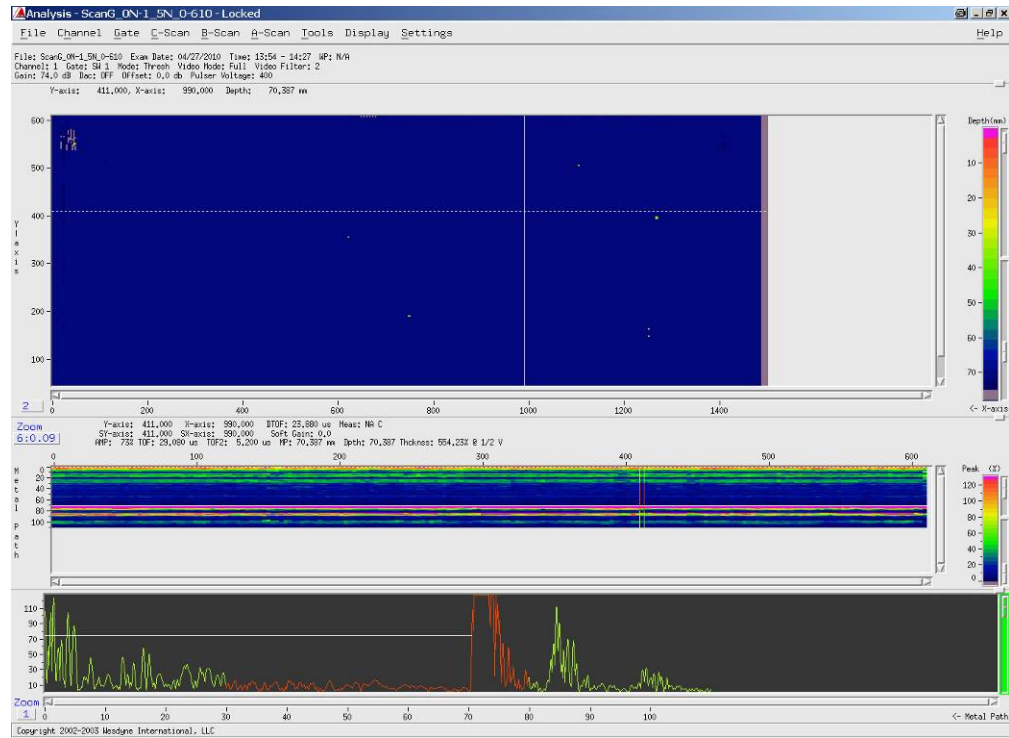 Analysis - ScanG_0N-1_5N_0-610 - Locked
File Channel Gate C-Scan B-Scan A-Scan Tools Display Settings Help
File: ScanG_0N-1_5N_0-610 Exam Date: 04/27/2010 Time: 13:54 - 14:27 WP: N/A
Channel: 1 Gate: SW 1 Mode: Thresh Video Mode: Full Video Filter: 2
Gain: 74.0 dB Dac: OFF Offset: 0.0 db Pulser Voltage: 400
Y-axis: 411.000, X-axis: 990.000 Depth: 70.387 mm
Depth(mm)
600
500
400
300
200
100
Y-axis
10
20
30
40
50
60
70
2 0 200 400 600 800 1000 1200 1400 <- X-axis
Zoom
6:0.09
Y-axis: 411.000 X-axis: 990.000 DTOF: 23.880 us Meas: NA C
SY-axis: 411.000 SX-axis: 990.000 Soft Gain: 0.0
AMP: 73% TOF: 29.080 us TOF2: 5.200 us MP: 70.387 mm Dpth: 70.387 Thcknss: 554.23% @ 1/2 V
0 100 200 300 400 500 600
Metal Path
0
20
40
60
80
100
Peak (%)
120
100
80
60
40
20
0
110
90
70
50
30
10
Zoom
1 0 10 20 30 40 50 60 70 80 90 100 <- Metal Path
Copyright 2002-2003 Wesdyne International, LLC